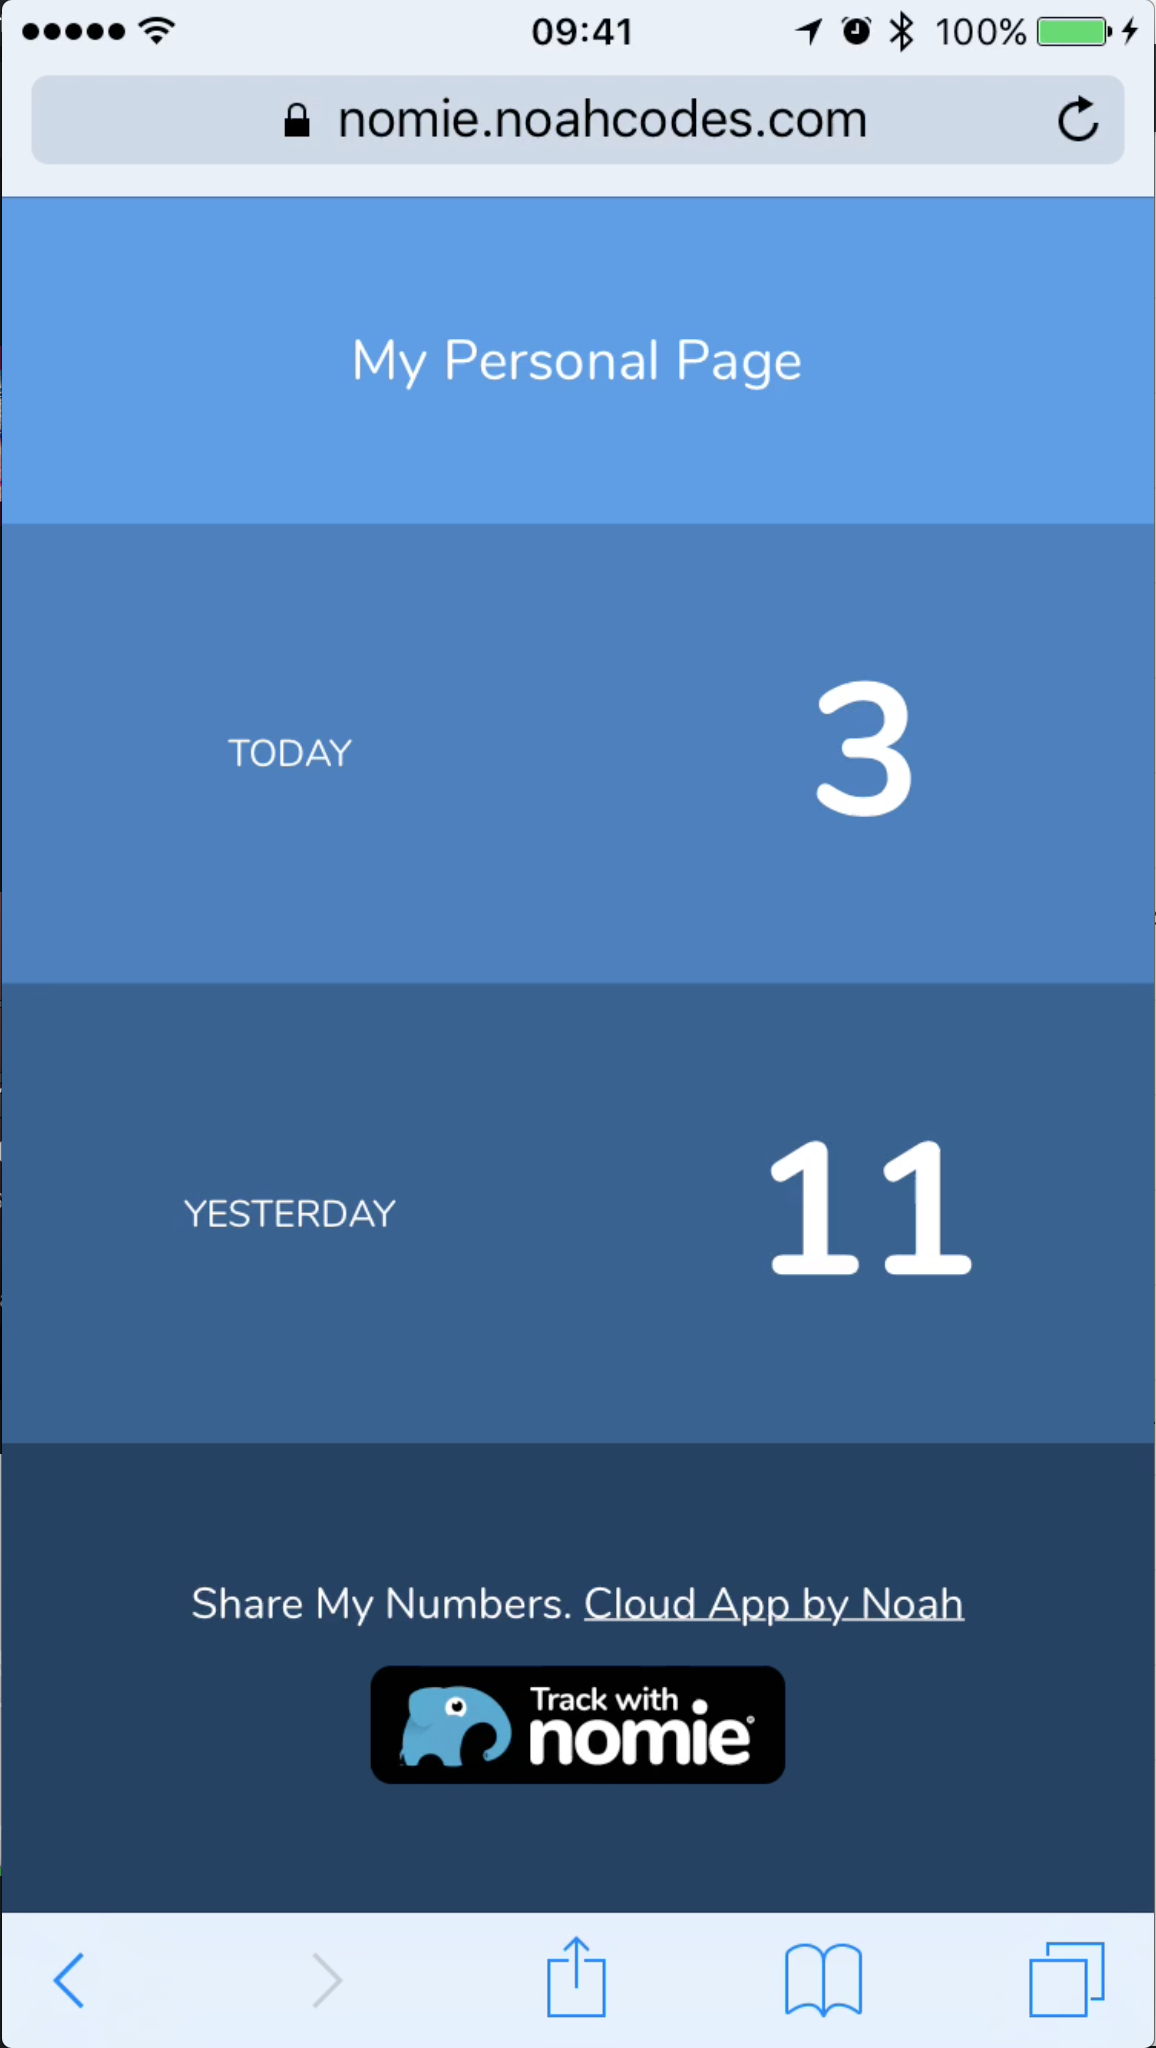 09:41
100%
nomie.noahcodes.com
My Personal Page
TODAY
3
YESTERDAY
11
Share My Numbers. Cloud App by Noah
Track with
nomie